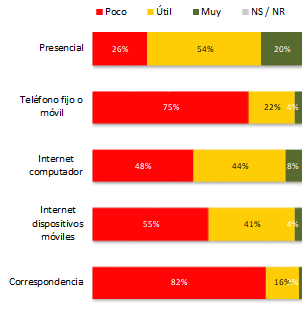 Poco Útil Muy NS / NR
Presencial 26% 54% 20%
Teléfono fijo o
móvil 75% 22% 4%
Internet
computador 48% 44% 8%
Internet
dispositivos
móviles 55% 41% 4%
Correspondencia 82% 16%